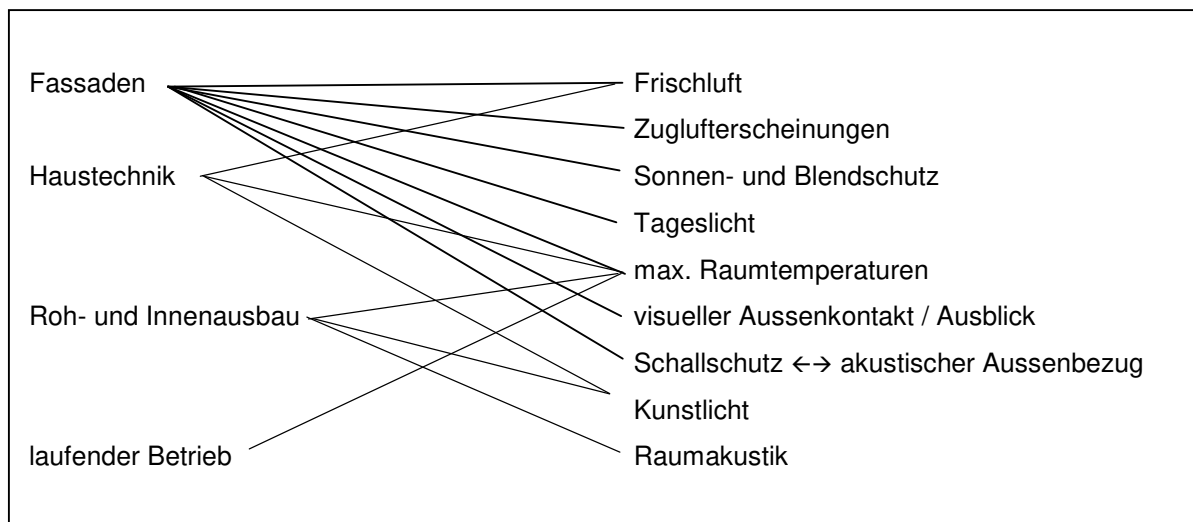 Fassaden
Haustechnik
Roh- und Innenausbau
laufender Betrieb
Frischluft
Zuglufterscheinungen
Sonnen- und Blendschutz
Tageslicht
max. Raumtemperaturen
visueller Aussenkontakt / Ausblick
Schallschutz ←→ akustischer Aussenbezug
Kunstlicht
Raumakustik